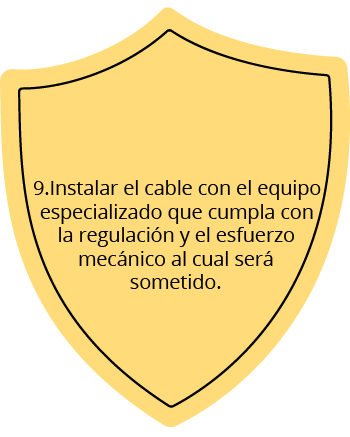 9.Instalar el cable con el equipo
especializado que cumpla con
la regulación y el esfuerzo
mecánico al cual será
sometido.